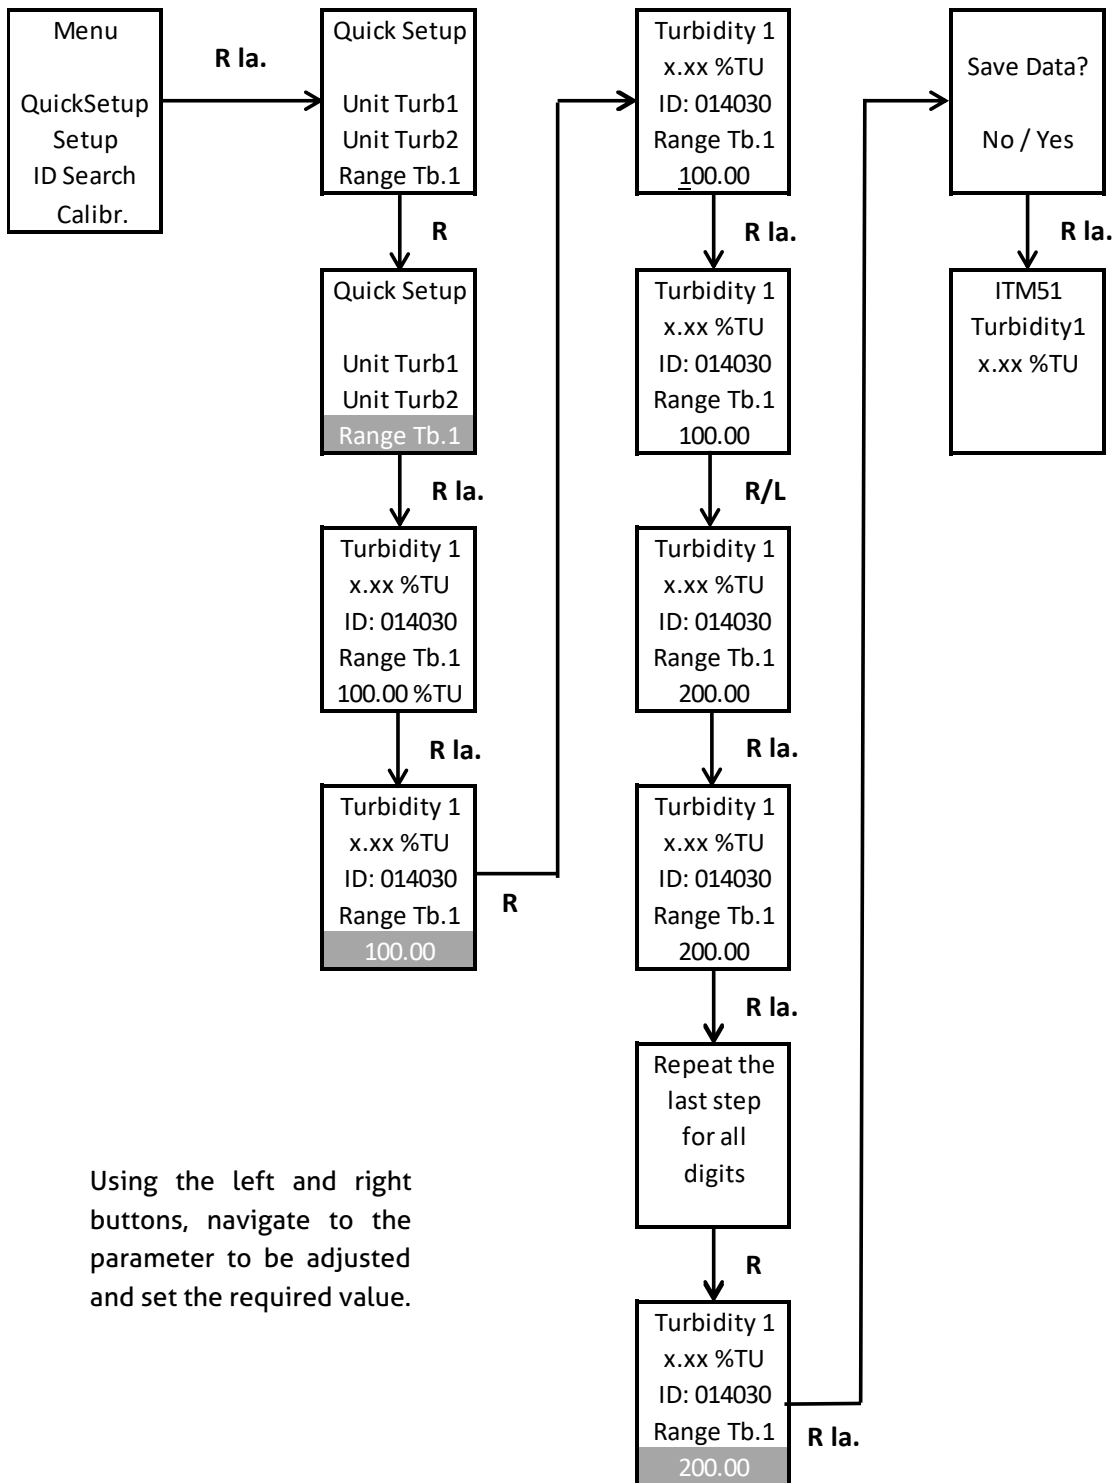 Menu
QuickSetup
Setup
ID Search
Calibr.
R la.
Quick Setup
Unit Turb1
Unit Turb2
Range Tb.1
R
Quick Setup
Unit Turb1
Unit Turb2
Range Tb.1
R la.
Turbidity 1
x.xx %TU
ID: 014030
Range Tb.1
100.00 %TU
R la.
Turbidity 1
x.xx %TU
ID: 014030
Range Tb.1
100.00
R
Turbidity 1
x.xx %TU
ID: 014030
Range Tb.1
100.00
R la.
Turbidity 1
x.xx %TU
ID: 014030
Range Tb.1
100.00
R/L
Turbidity 1
x.xx %TU
ID: 014030
Range Tb.1
200.00
R la.
Turbidity 1
x.xx %TU
ID: 014030
Range Tb.1
200.00
R la.
Repeat the
last step
for all
digits
R
Turbidity 1
x.xx %TU
ID: 014030
Range Tb.1
200.00
R la.
Save Data?
No / Yes
R la.
ITM51
Turbidity1
x.xx %TU
Using the left and right
buttons, navigate to the
parameter to be adjusted
and set the required value.